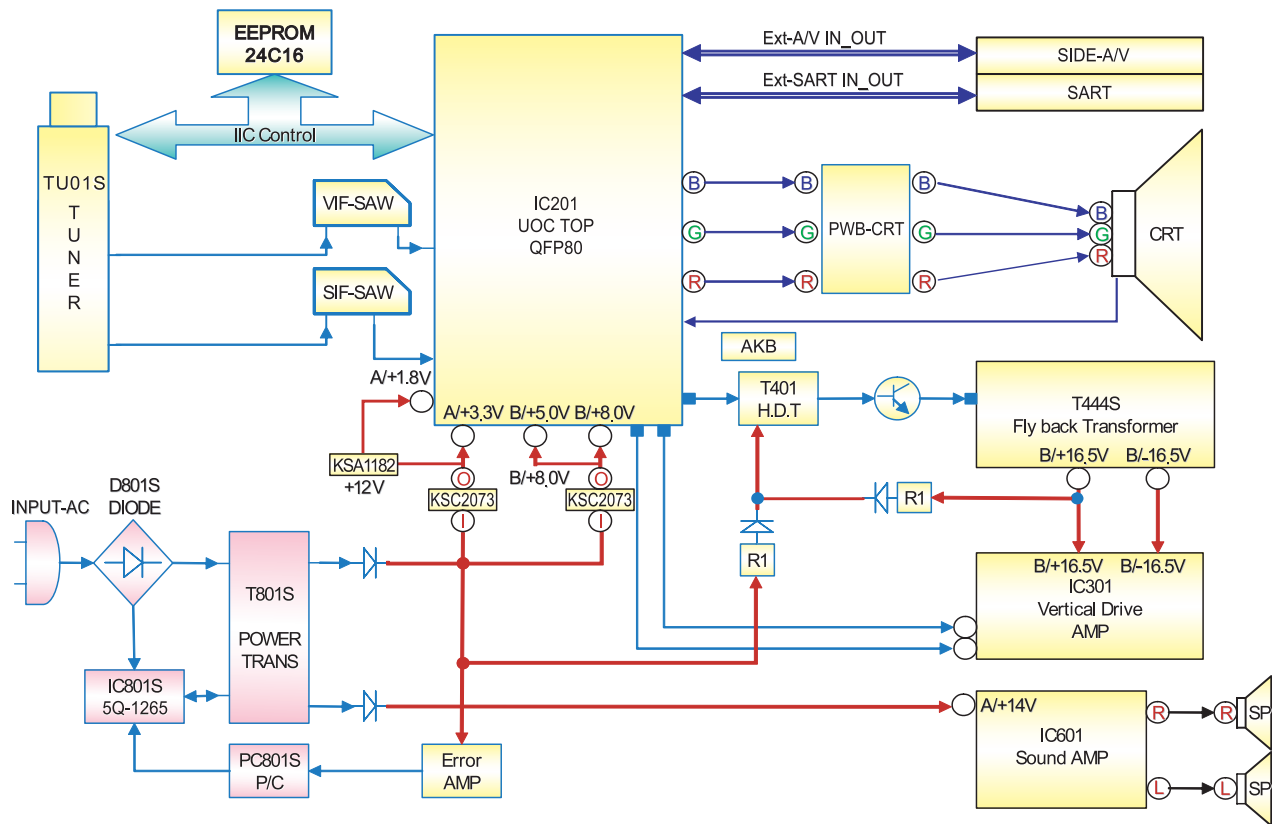 EEPROM
24C16
IIC Control
TU01S
TUNER
VIF-SAW
SIF-SAW
IC201
UOC TOP
QFP80
Ext-A/V IN_OUT
SIDE-A/V
Ext-SART IN_OUT
SART
B
B
B
B
G
G
G
G
R
R
R
R
PWB-CRT
CRT
AKB
T401
H.D.T
T444S
Fly back Transformer
B/+16.5V
B/-16.5V
A/+1.8V
A/+3.3V
B/+5.0V
B/+8.0V
KSA1182
+12V
B/+8.0V
O
O
KSC2073
KSC2073
I
I
R1
R1
INPUT-AC
D801S
DIODE
T801S
POWER
TRANS
IC801S
5Q-1265
PC801S
P/C
Error
AMP
B/+16.5V
B/-16.5V
IC301
Vertical Drive
AMP
A/+14V
IC601
Sound AMP
R
R
SP
L
L
SP